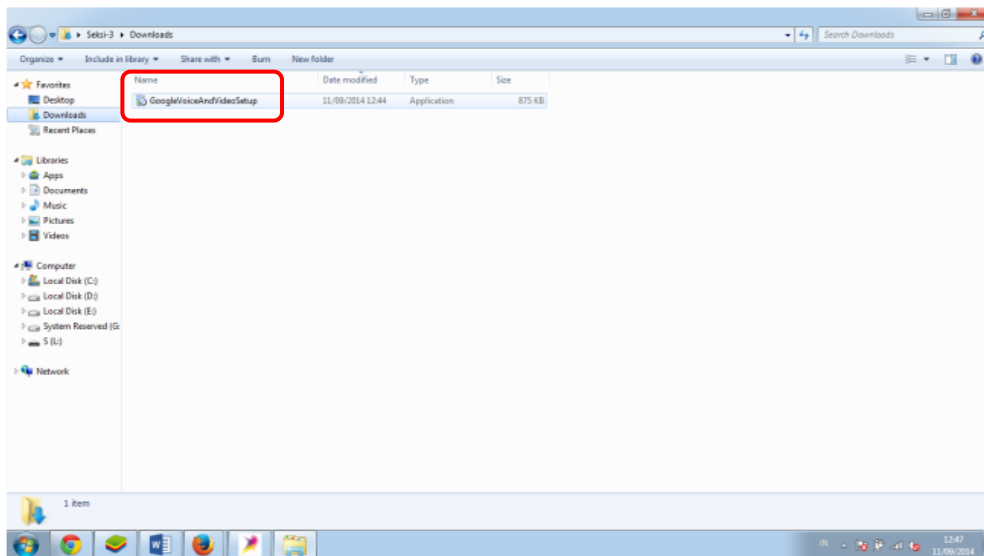 Seksi-3 Downloads
Search Downloads
Organize Include in library Share with Burn New folder
Name Date modified Type Size
GoogleVoiceAndVideoSetup 11/09/2014 12:44 Application 875 KB
Favorites
Desktop
Downloads
Recent Places
Libraries
Apps
Documents
Music
Pictures
Videos
Computer
Local Disk (C:)
Local Disk (D:)
Local Disk (E:)
System Reserved (G:
S (L:)
Network
1 item
IN
12:47
11/09/2014